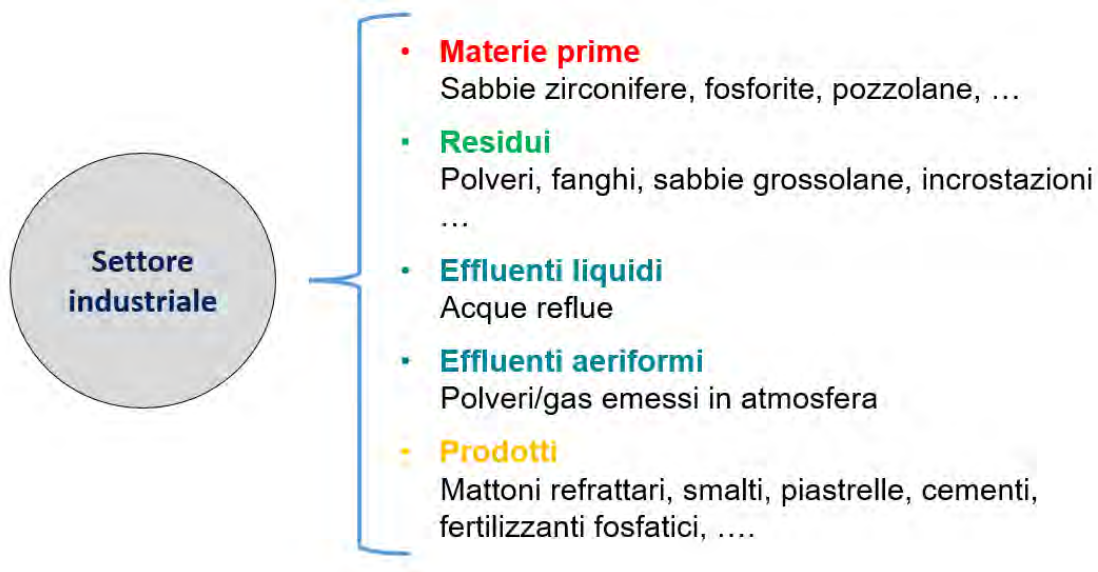 Settore
industriale
• Materie prime
Sabbie zirconifere, fosforite, pozzolane, …
• Residui
Polveri, fanghi, sabbie grossolane, incrostazioni
…
• Effluenti liquidi
Acque reflue
• Effluenti aeriformi
Polveri/gas emessi in atmosfera
• Prodotti
Mattoni refrattari, smalti, piastrelle, cementi,
fertilizzanti fosfatici, ….